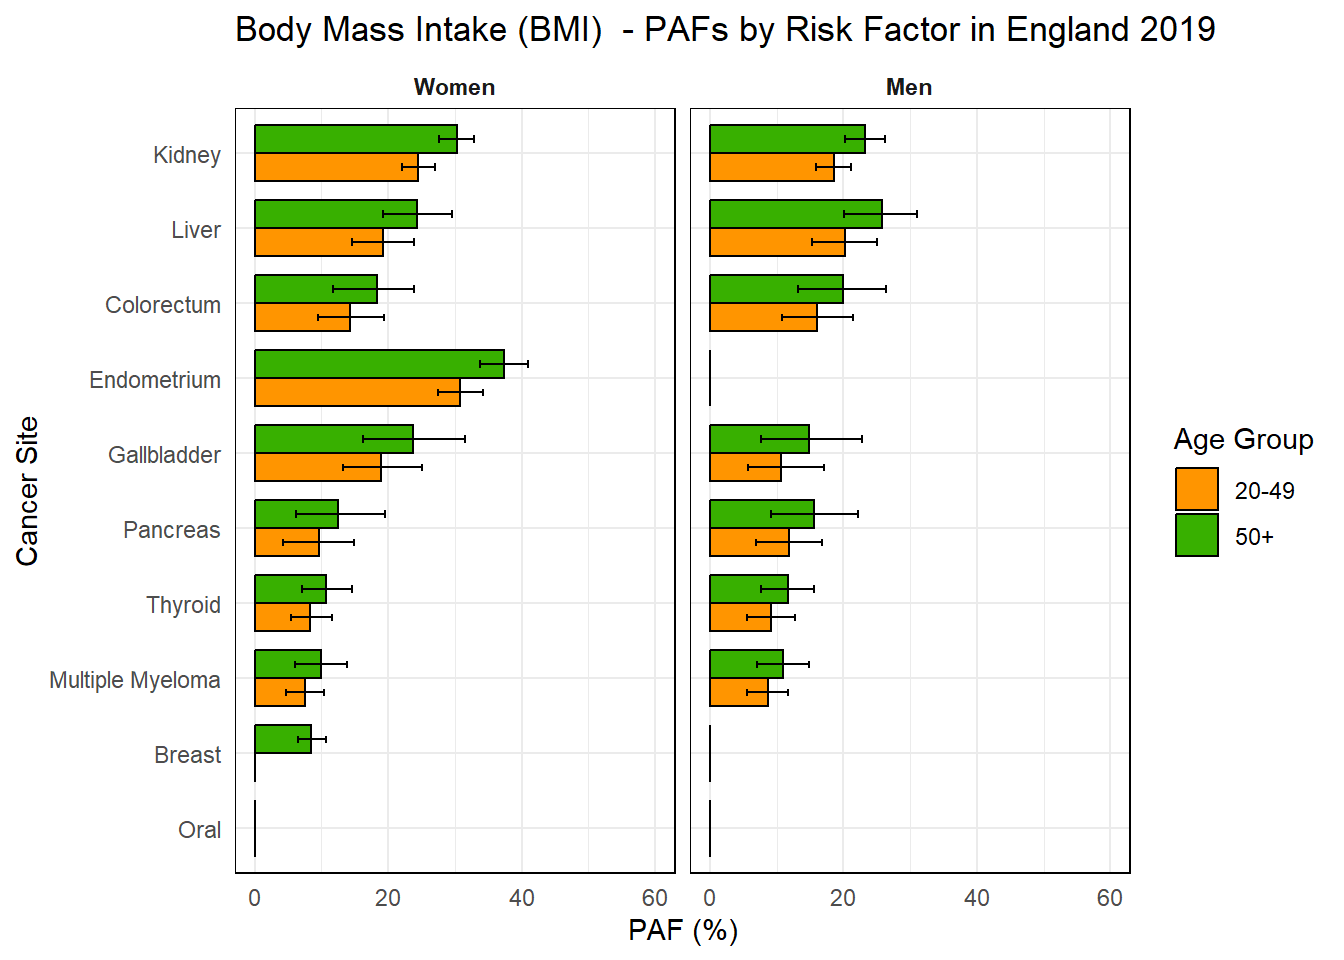 Body Mass Intake (BMI)  - PAFs by Risk Factor in England 2019
Women
Men
Cancer Site
Kidney
Liver
Colorectum
Endometrium
Gallbladder
Pancreas
Thyroid
Multiple Myeloma
Breast
Oral
0 20 40 60
0 20 40 60
PAF (%)
Age Group
20-49
50+